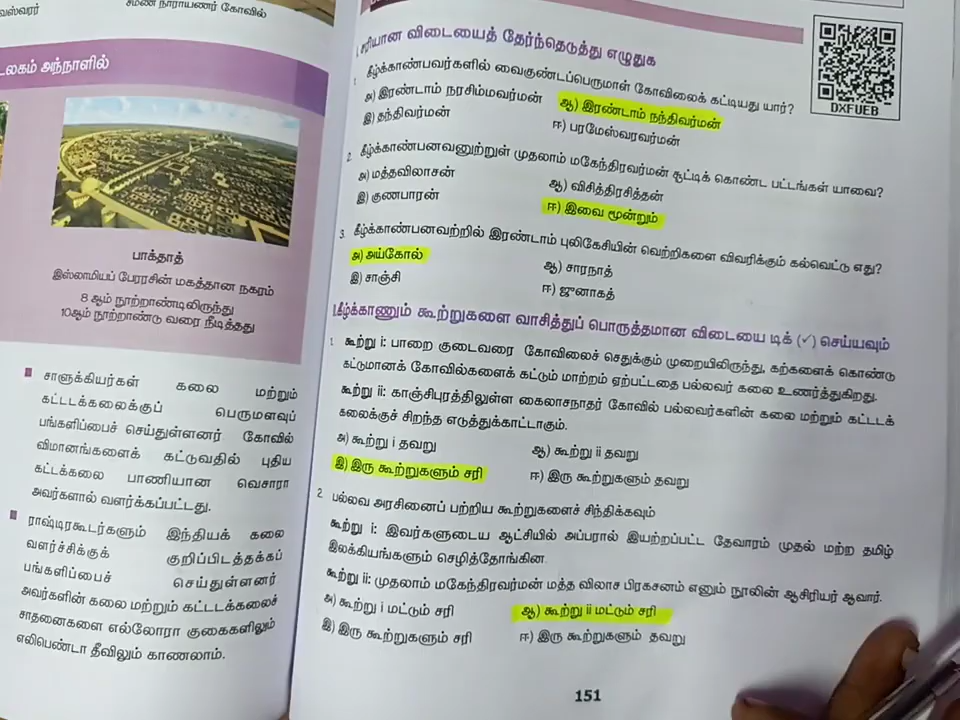 சமண நாராயணர் கோவில்
அந்நாளில்
பாக்தாத்
இஸ்லாமியப் பேரரசின் மகத்தான நகரம்
8 ஆம் நூற்றாண்டிலிருந்து
10ஆம் நூற்றாண்டு வரை நீடித்தது
சாளுக்கியர்கள் கலை மற்றும்
கட்டடக்கலைக்குப் பெருமளவுப்
பங்களிப்பைச் செய்துள்ளனர் கோவில்
விமானங்களைக் கட்டுவதில் புதிய
கட்டக்கலை பாணியான வெசாரா
அவர்களால் வளர்க்கப்பட்டது.
ராஷ்டிரகூடர்களும் இந்தியக் கலை
வளர்ச்சிக்குக் குறிப்பிடத்தக்கப்
பங்களிப்பைச் செய்துள்ளனர்
அவர்களின் கலை மற்றும் கட்டடக்கலைச்
சாதனைகளை எல்லோரா குகைகளிலும்
எலிபெண்டா தீவிலும் காணலாம்.
சரியான விடையைத் தேர்ந்தெடுத்து எழுதுக
DXFUEB
1. கீழ்க்காண்பவர்களில் வைகுண்டப்பெருமாள் கோவிலைக் கட்டியது யார்?
அ) இரண்டாம் நரசிம்மவர்மன் ஆ) இரண்டாம் நந்திவர்மன்
இ) தந்திவர்மன் ஈ) பரமேஸ்வரவர்மன்
2. கீழ்க்காண்பனவனுற்றுள் முதலாம் மகேந்திரவர்மன் சூட்டிக் கொண்ட பட்டங்கள் யாவை?
அ) மத்தவிலாசன் ஆ) விசித்திரசித்தன்
இ) குணபாரன் ஈ) இவை மூன்றும்
3. கீழ்க்காண்பனவற்றில் இரண்டாம் புலிகேசியின் வெற்றிகளை விவரிக்கும் கல்வெட்டு எது?
அ) அய்கோல் ஆ) சாரநாத்
இ) சாஞ்சி ஈ) ஜுனாகத்
I.கீழ்க்காணும் கூற்றுகளை வாசித்துப் பொருத்தமான விடையை டிக் (✓) செய்யவும்
1. கூற்று i: பாறை குடைவரை கோவிலைச் செதுக்கும் முறையிலிருந்து, கற்களைக் கொண்டு
கட்டுமானக் கோவில்களைக் கட்டும் மாற்றம் ஏற்பட்டதை பல்லவர் கலை உணர்த்துகிறது.
கூற்று ii: காஞ்சிபுரத்திலுள்ள கைலாசநாதர் கோவில் பல்லவர்களின் கலை மற்றும் கட்டடக்
கலைக்குச் சிறந்த எடுத்துக்காட்டாகும்.
அ) கூற்று i தவறு ஆ) கூற்று ii தவறு
இ) இரு கூற்றுகளும் சரி ஈ) இரு கூற்றுகளும் தவறு
2. பல்லவ அரசினைப் பற்றிய கூற்றுகளைச் சிந்திக்கவும்
கூற்று i: இவர்களுடைய ஆட்சியில் அப்பரால் இயற்றப்பட்ட தேவாரம் முதல் மற்ற தமிழ்
இலக்கியங்களும் செழித்தோங்கின.
கூற்று ii: முதலாம் மகேந்திரவர்மன் மத்த விலாச பிரகசனம் எனும் நூலின் ஆசிரியர் ஆவார்.
அ) கூற்று i மட்டும் சரி ஆ) கூற்று ii மட்டும் சரி
இ) இரு கூற்றுகளும் சரி ஈ) இரு கூற்றுகளும் தவறு
151